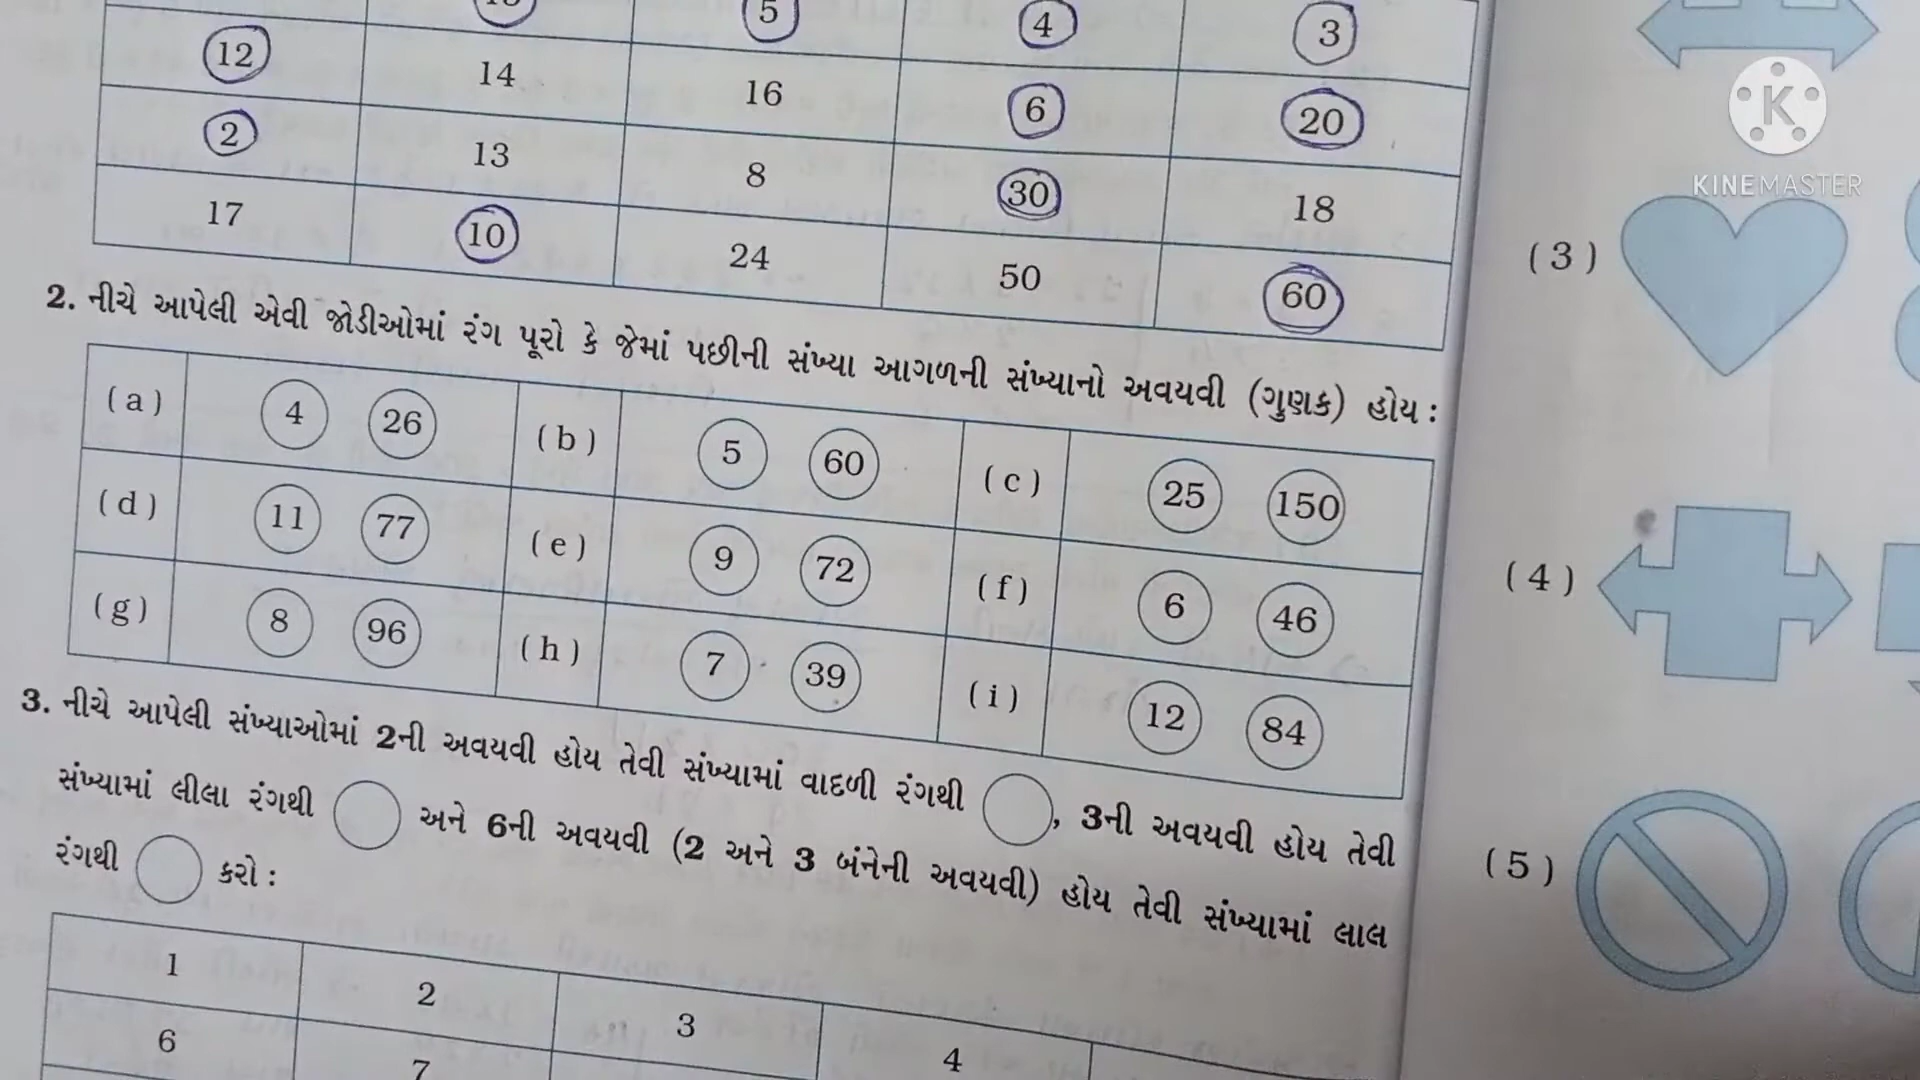 5 4 3
12 14 16 6 20
2 13 8 30 18
17 10 24 50 60
2. નીચે આપેલી એવી જોડીઓમાં રંગ પૂરો કે જેમાં પછીની સંખ્યા આગળની સંખ્યાનો અવયવી (ગુણક) હોય :
(a) 4 26 (b) 5 60 (c) 25 150
(d) 11 77 (e) 9 72 (f) 6 46
(g) 8 96 (h) 7 39 (i) 12 84
3. નીચે આપેલી સંખ્યાઓમાં 2ની અવયવી હોય તેવી સંખ્યામાં વાદળી રંગથી , 3ની અવયવી હોય તેવી
સંખ્યામાં લીલા રંગથી અને 6ની અવયવી (2 અને 3 બંનેની અવયવી) હોય તેવી સંખ્યામાં લાલ
રંગથી કરો :
1 2 3 4
6 7
K
KINEMASTER
(3)
(4)
(5)